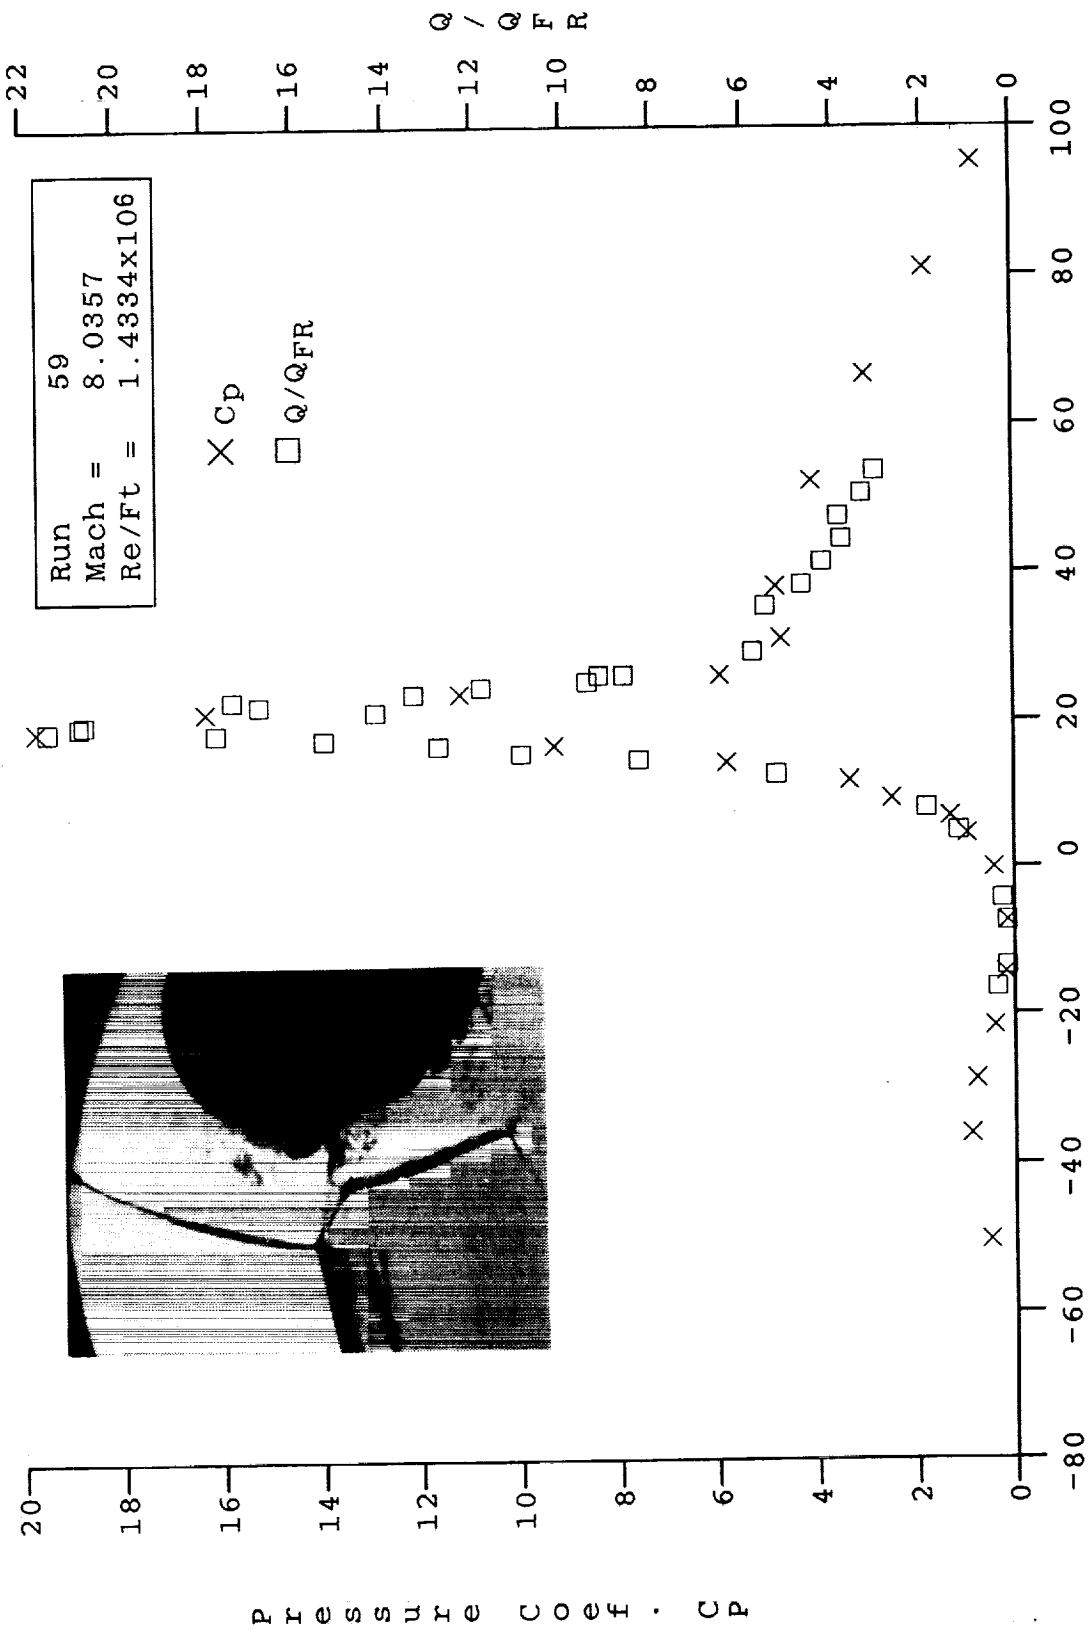 Run 59
Mach = 8.0357
Re/Ft = 1.4334x106
× Cp
□ Q/QFR
Pressure Coef. CP
20 16 14 12 10 8 4 2 0
-80 -60 -40 -20 0 20 40 60 80 100
Q/QFR
22 20 18 16 14 12 10 8 6 4 2 0